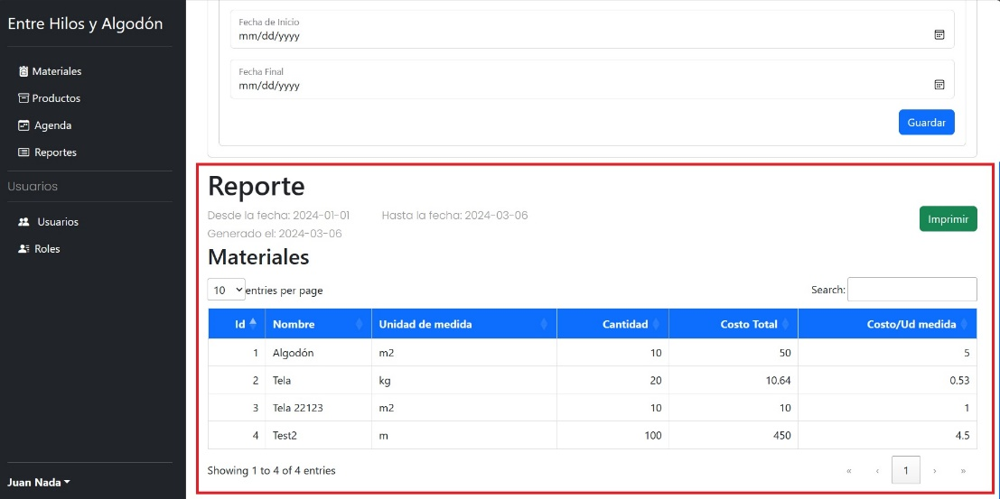 Entre Hilos y Algodón
Materiales
Productos
Agenda
Reportes
Usuarios
Usuarios
Roles
Juan Nada
Fecha de Inicio
mm/dd/yyyy
Fecha Final
mm/dd/yyyy
Guardar
Reporte
Desde la fecha: 2024-01-01 Hasta la fecha: 2024-03-06
Generado el: 2024-03-06
Imprimir
Materiales
10 entries per page Search:
Id Nombre Unidad de medida Cantidad Costo Total Costo/Ud medida
1 Algodón m2 10 50 5
2 Tela kg 20 10.64 0.53
3 Tela 22123 m2 10 10 1
4 Test2 m 100 450 4.5
Showing 1 to 4 of 4 entries « ‹ 1 › »